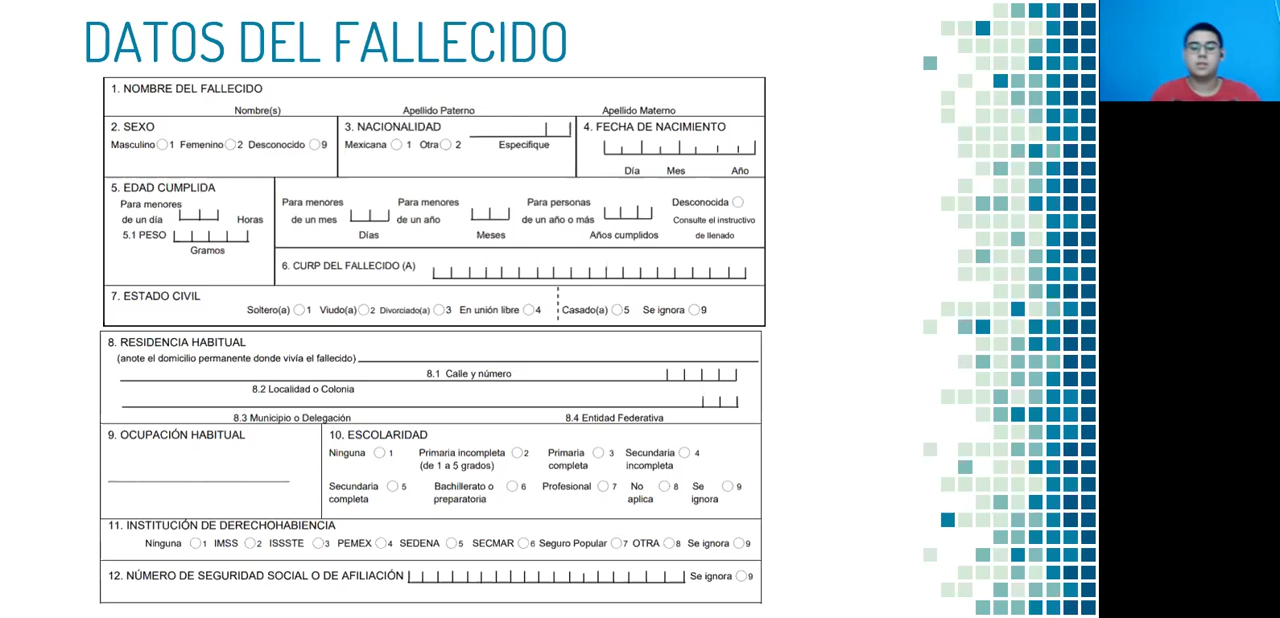 DATOS DEL FALLECIDO
1. NOMBRE DEL FALLECIDO
Nombre(s) Apellido Paterno Apellido Materno
2. SEXO
Masculino 1 Femenino 2 Desconocido 9
3. NACIONALIDAD
Mexicana 1 Otra 2 Especifique
4. FECHA DE NACIMIENTO
Día Mes Año
5. EDAD CUMPLIDA
Para menores
de un día Horas
5.1 PESO
Gramos
Para menores
de un mes
Días
Para menores
de un año
Meses
Para personas
de un año o más
Años cumplidos
Desconocida
Consulte el instructivo
de llenado
6. CURP DEL FALLECIDO (A)
7. ESTADO CIVIL
Soltero(a) 1 Viudo(a) 2 Divorciado(a) 3 En unión libre 4 Casado(a) 5 Se ignora 9
8. RESIDENCIA HABITUAL
(anote el domicilio permanente donde vivía el fallecido)
8.1 Calle y número
8.2 Localidad o Colonia
8.3 Municipio o Delegación 8.4 Entidad Federativa
9. OCUPACIÓN HABITUAL
10. ESCOLARIDAD
Ninguna 1 Primaria incompleta 2 Primaria 3 Secundaria 4
(de 1 a 5 grados) completa incompleta
Secundaria 5 Bachillerato o 6 Profesional 7 No 8 Se 9
completa preparatoria aplica ignora
11. INSTITUCIÓN DE DERECHOHABIENCIA
Ninguna 1 IMSS 2 ISSSTE 3 PEMEX 4 SEDENA 5 SECMAR 6 Seguro Popular 7 OTRA 8 Se ignora 9
12. NÚMERO DE SEGURIDAD SOCIAL O DE AFILIACIÓN Se ignora 9